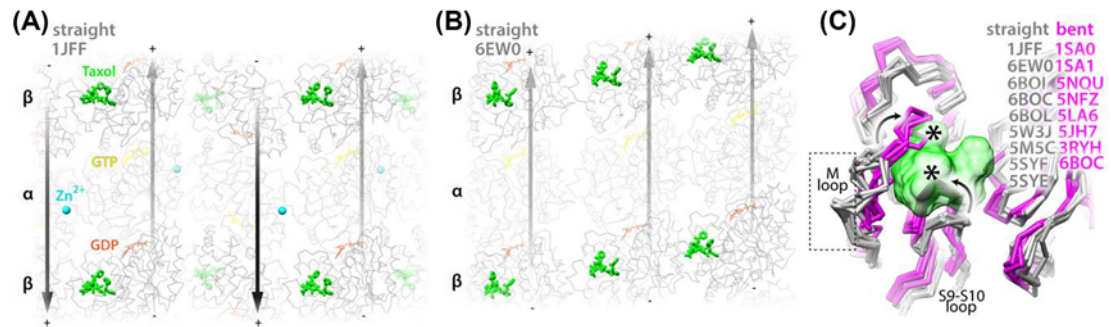 (A) straight
1JFF
- + - +
Taxol
β
GTP
α
Zn2+
GDP
β
+ - + -
(B) straight
6EW0
+ + +
β
α
β
- - -
(C)
straight bent
1JFF 1SA0
6EW0 1SA1
6BOI 5NOU
6BOC 5NFZ
6BOL 5LA6
5W3J 5JH7
5M5C 3RYH
5SYF 6BOC
5SYE
* 
*
M
loop
S9-S10
loop